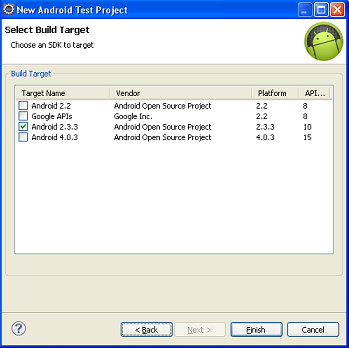 New Android Test Project
Select Build Target
Choose an SDK to target
Build Target
Target Name Vendor Platform API...
Android 2.2 Android Open Source Project 2.2 8
Google APIs Google Inc. 2.2 8
Android 2.3.3 Android Open Source Project 2.3.3 10
Android 4.0.3 Android Open Source Project 4.0.3 15
? < Back Next > Finish Cancel